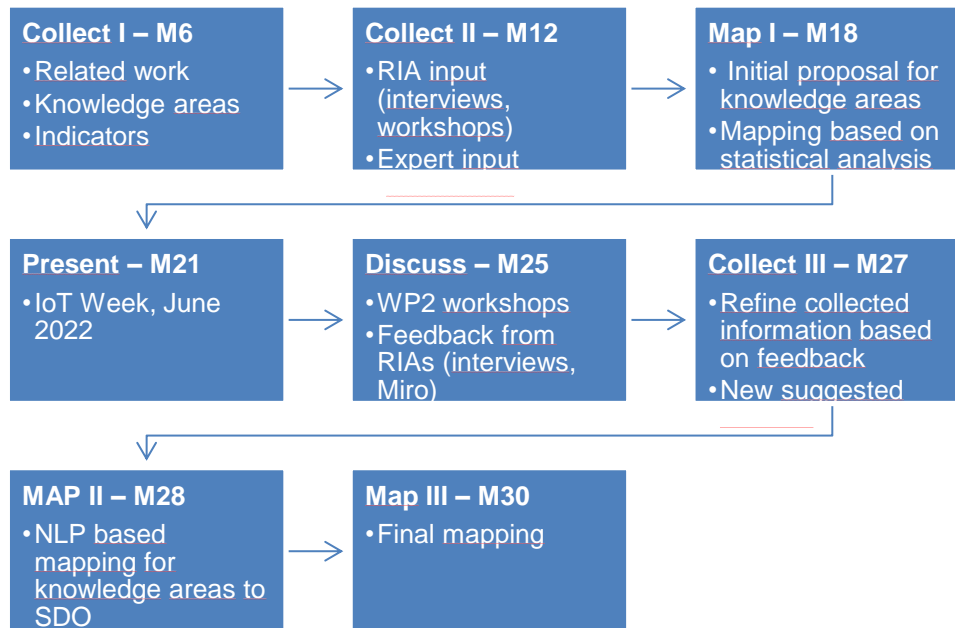 Collect I – M6
•Related work
•Knowledge areas
•Indicators
Collect II – M12
•RIA input
(interviews,
workshops)
•Expert input
Map I – M18
• Initial proposal for
knowledge areas
•Mapping based on
statistical analysis
Present – M21
•IoT Week, June
2022
Discuss – M25
•WP2 workshops
•Feedback from
RIAs (interviews,
Miro)
Collect III – M27
•Refine collected
information based
on feedback
•New suggested
MAP II – M28
•NLP based
mapping for
knowledge areas to
SDO
Map III – M30
•Final mapping